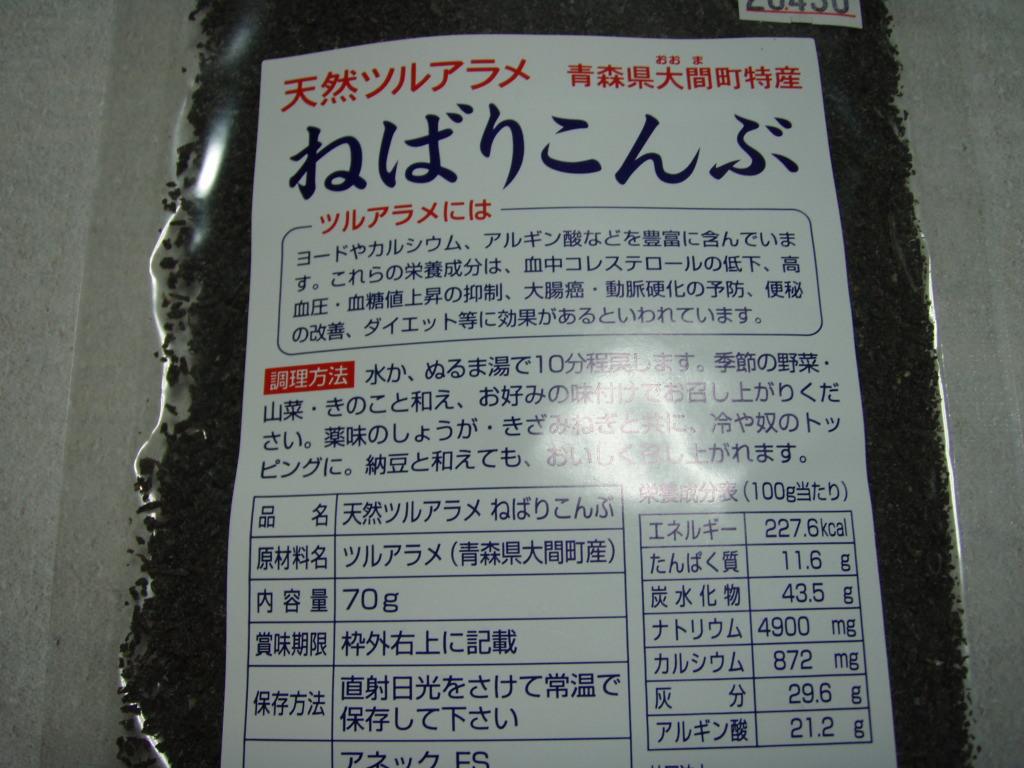 天然ツルアラメ 青森県大間町特産
おおま
ねばりこんぶ
ツルアラメには
ヨードやカルシウム、アルギン酸などを豊富に含んでいま
す。これらの栄養成分は、血中コレステロールの低下、高
血圧・血糖値上昇の抑制、大腸癌・動脈硬化の予防、便秘
の改善、ダイエット等に効果があるといわれています。
調理方法 水か、ぬるま湯で10分程戻します。季節の野菜・
山菜・きのこと和え、お好みの味付けでお召し上がりくだ
さい。薬味のしょうが・きざみねぎと共に、冷や奴のトッ
ピングに。納豆と和えても、おいしく召し上がれます。
品名 天然ツルアラメ ねばりこんぶ
原材料名 ツルアラメ(青森県大間町産)
内容量 70g
賞味期限 枠外右上に記載
保存方法 直射日光をさけて常温で
保存して下さい
アネック FS
栄養成分表(100g当たり)
エネルギー 227.6kcal
たんぱく質 11.6 g
炭水化物 43.5 g
ナトリウム 4900 mg
カルシウム 872 mg
灰分 29.6 g
アルギン酸 21.2 g